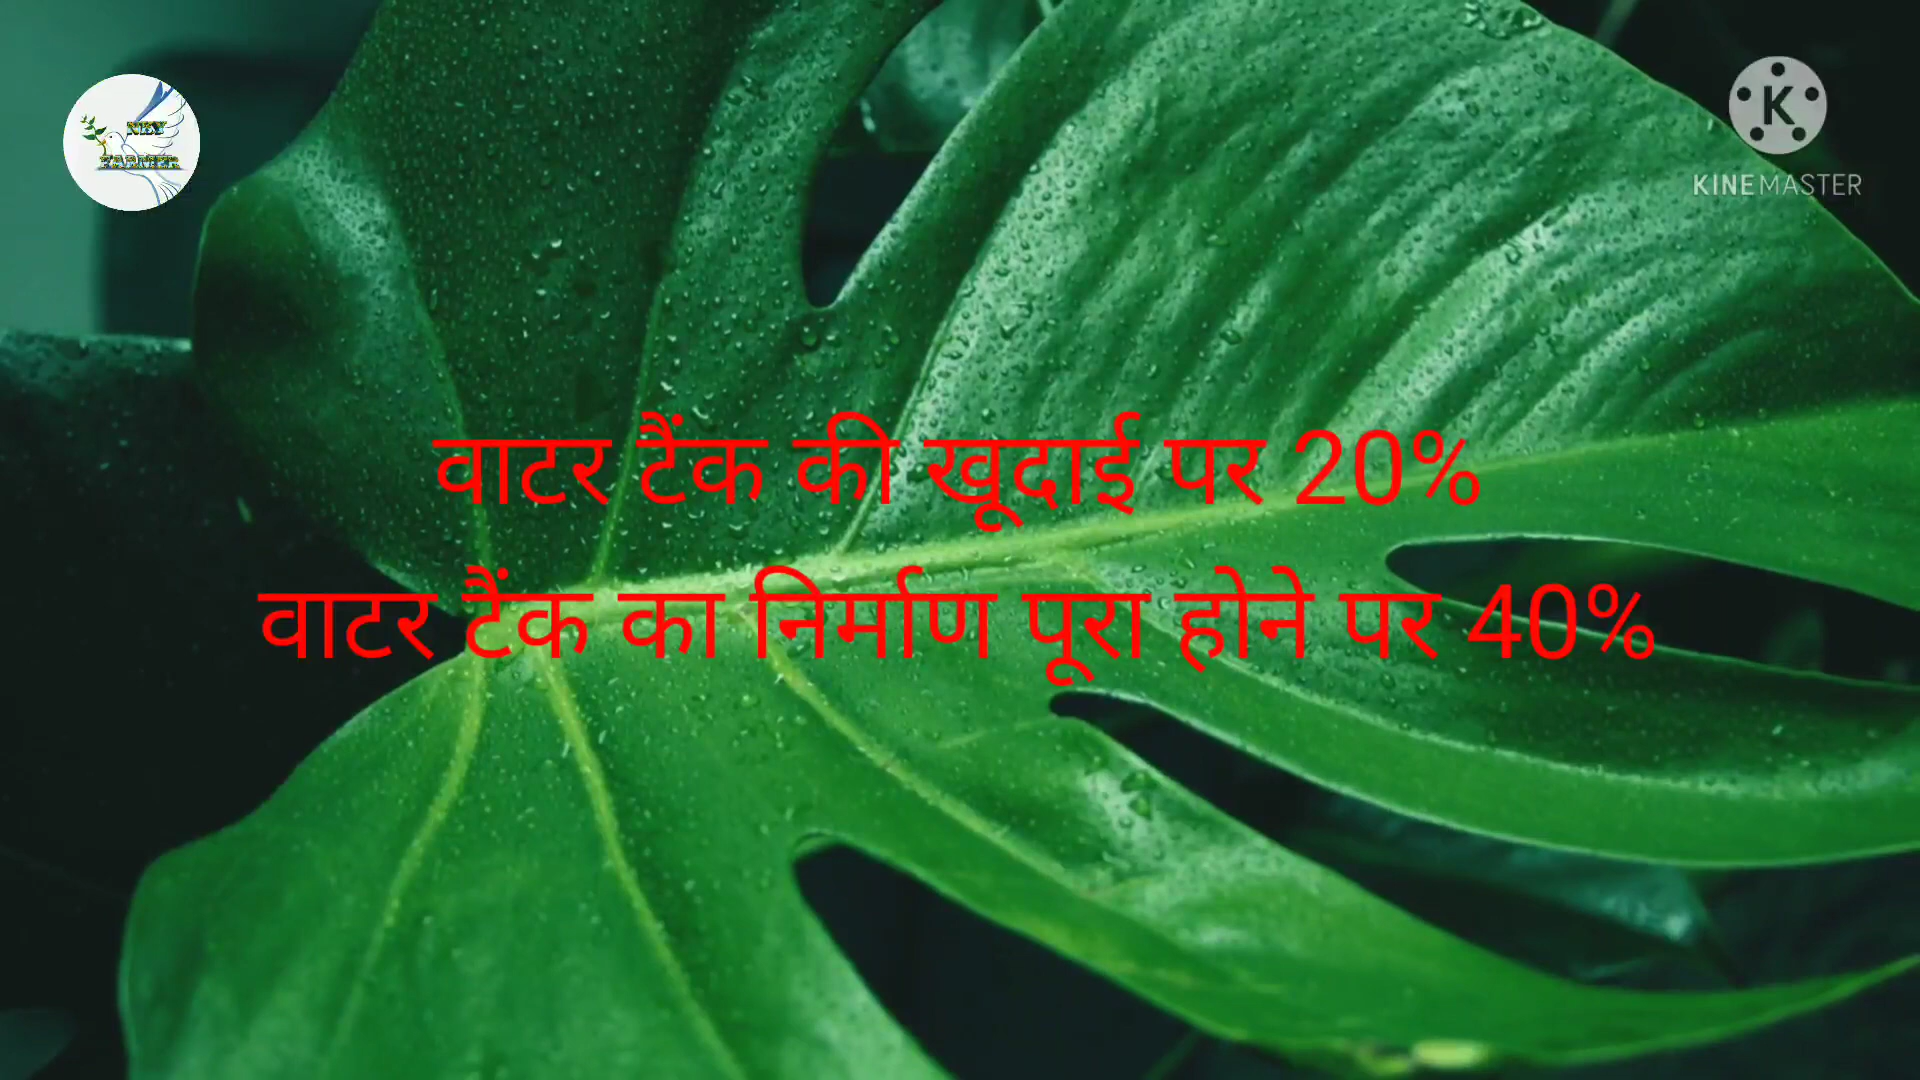 KINEMASTER
वाटर टैंक की खूदाई पर 20%
वाटर टैंक का निर्माण पूरा होने पर 40%